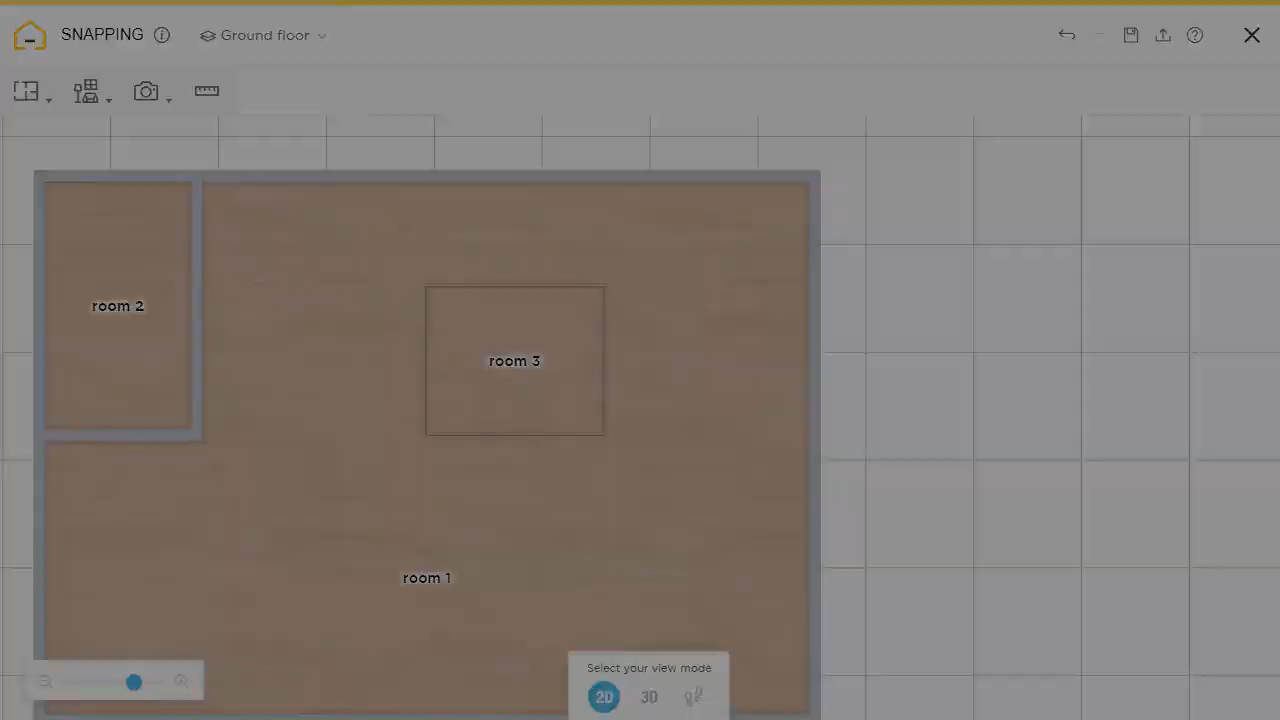 SNAPPING
Ground floor
room 2
room 3
room 1
Select your view mode
2D 3D